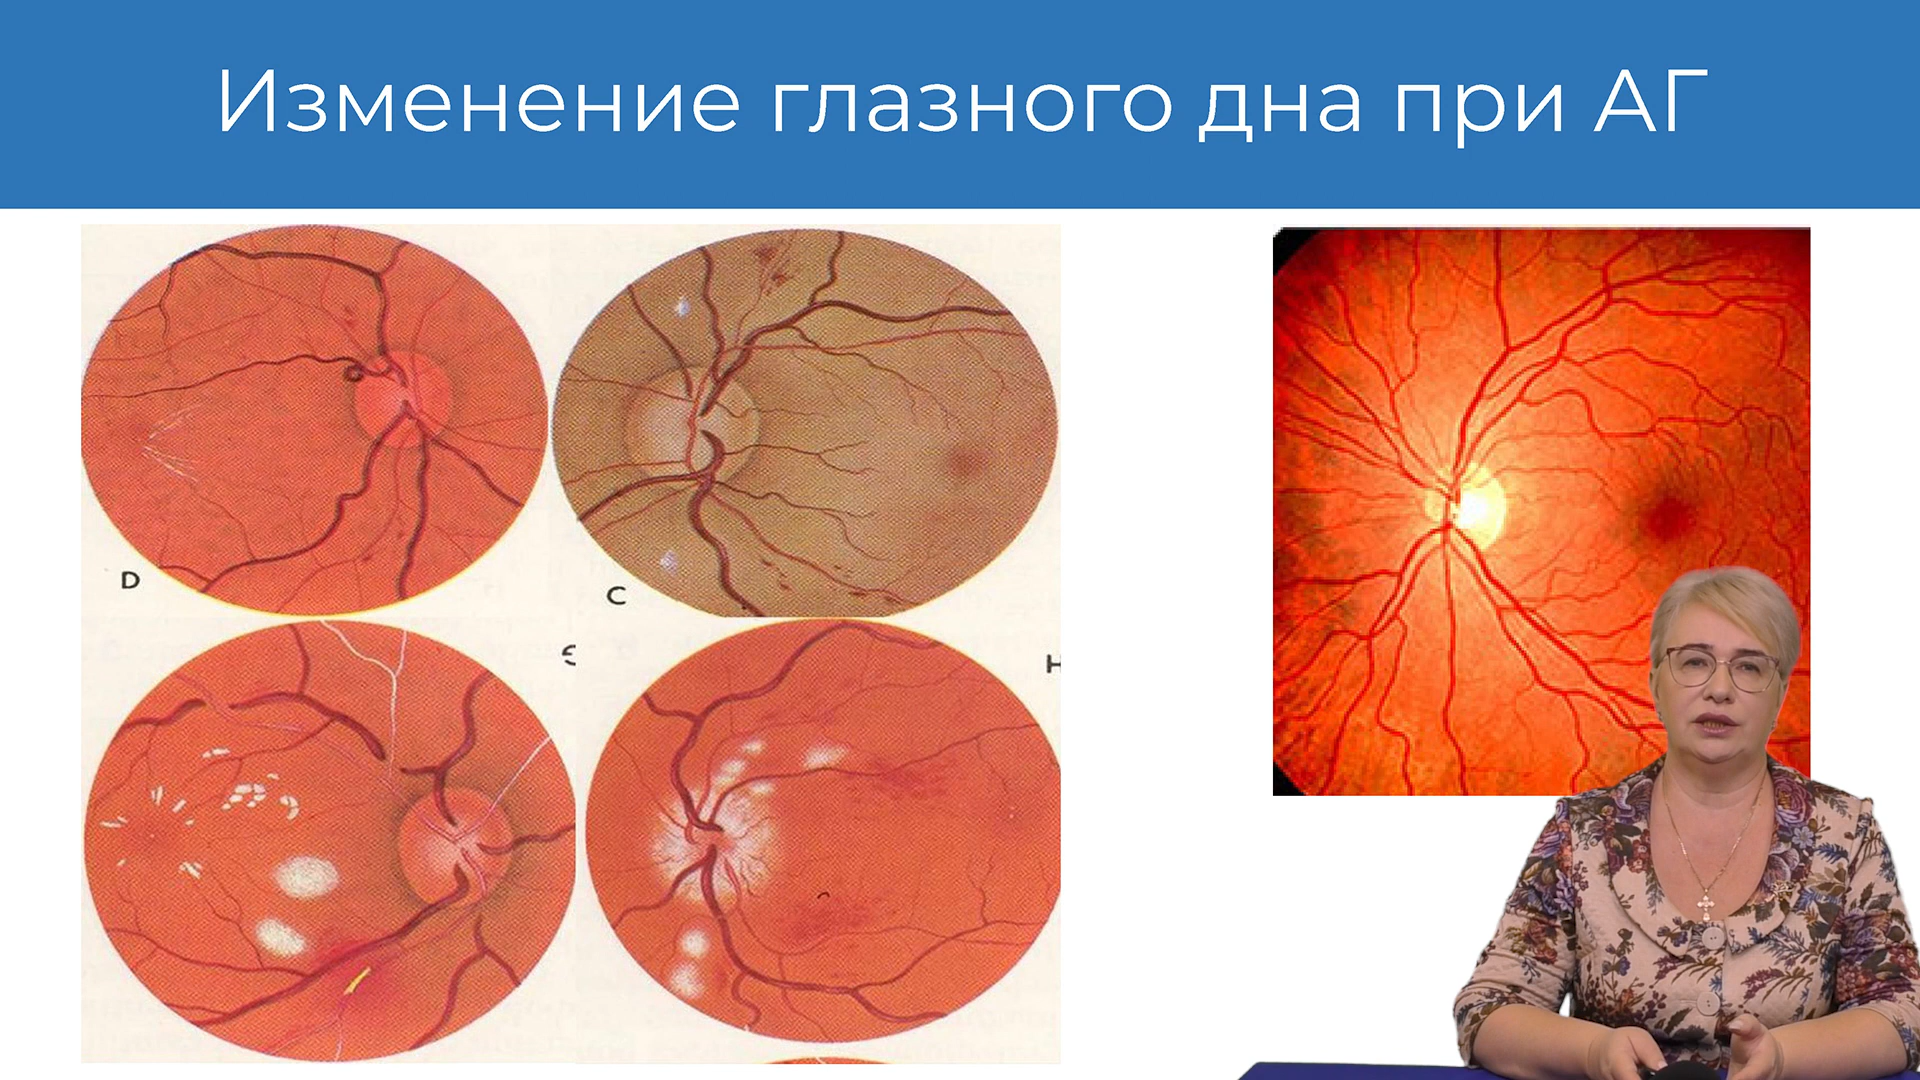 Изменение глазного дна при АГ
D
C
H